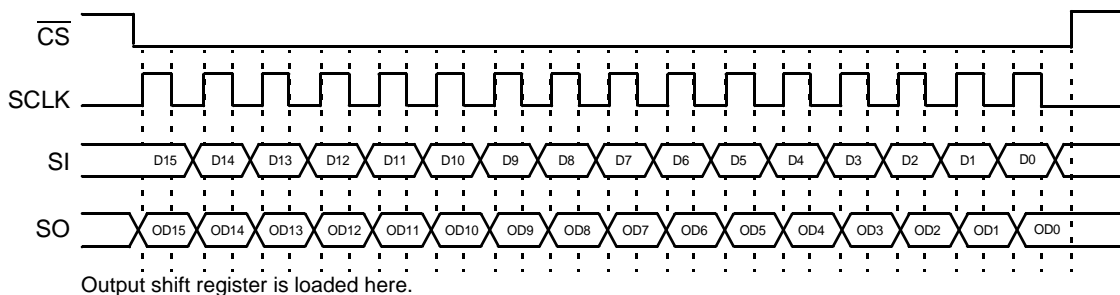 CS
SCLK
SI D15 D14 D13 D12 D11 D10 D9 D8 D7 D6 D5 D4 D3 D2 D1 D0
SO OD15 OD14 OD13 OD12 OD11 OD10 OD9 OD8 OD7 OD6 OD5 OD4 OD3 OD2 OD1 OD0
Output shift register is loaded here.